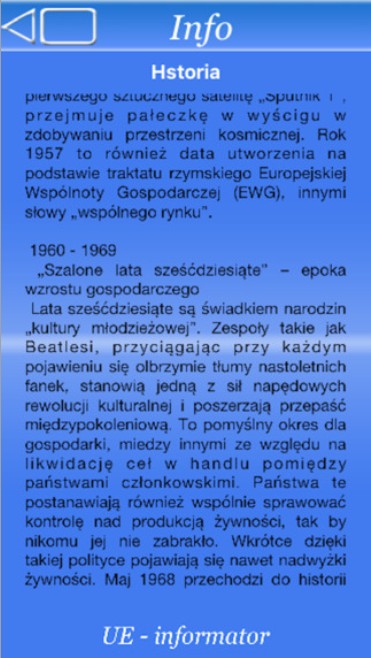 Info
Hstoria
pierwszego sztucznego satelitę „Sputnik 1",
przejmuje pałeczkę w wyścigu w
zdobywaniu przestrzeni kosmicznej. Rok
1957 to również data utworzenia na
podstawie traktatu rzymskiego Europejskiej
Wspólnoty Gospodarczej (EWG), innymi
słowy „wspólnego rynku”.
1960 - 1969
„Szalone lata sześćdziesiąte” – epoka
wzrostu gospodarczego
Lata sześćdziesiąte są świadkiem narodzin
„kultury młodzieżowej”. Zespoły takie jak
Beatlesi, przyciągając przy każdym
pojawieniu się olbrzymie tłumy nastoletnich
fanek, stanowią jedną z sił napędowych
rewolucji kulturalnej i poszerzają przepaść
międzypokoleniową. To pomyślny okres dla
gospodarki, miedzy innymi ze względu na
likwidację ceł w handlu pomiędzy
państwami członkowskimi. Państwa te
postanawiają również wspólnie sprawować
kontrolę nad produkcją żywności, tak by
nikomu jej nie zabrakło. Wkrótce dzięki
takiej polityce pojawiają się nawet nadwyżki
żywności. Maj 1968 przechodzi do historii
UE - informator